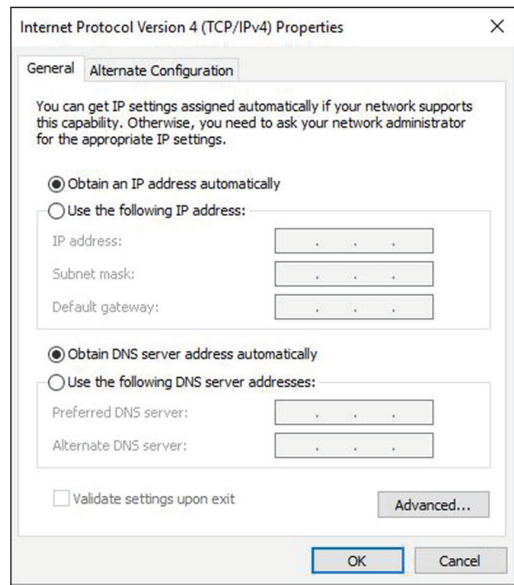 Internet Protocol Version 4 (TCP/IPv4) Properties
General
Alternate Configuration
You can get IP settings assigned automatically if your network supports
this capability. Otherwise, you need to ask your network administrator
for the appropriate IP settings.
Obtain an IP address automatically
Use the following IP address:
IP address:
Subnet mask:
Default gateway:
Obtain DNS server address automatically
Use the following DNS server addresses:
Preferred DNS server:
Alternate DNS server:
Validate settings upon exit
Advanced...
OK
Cancel